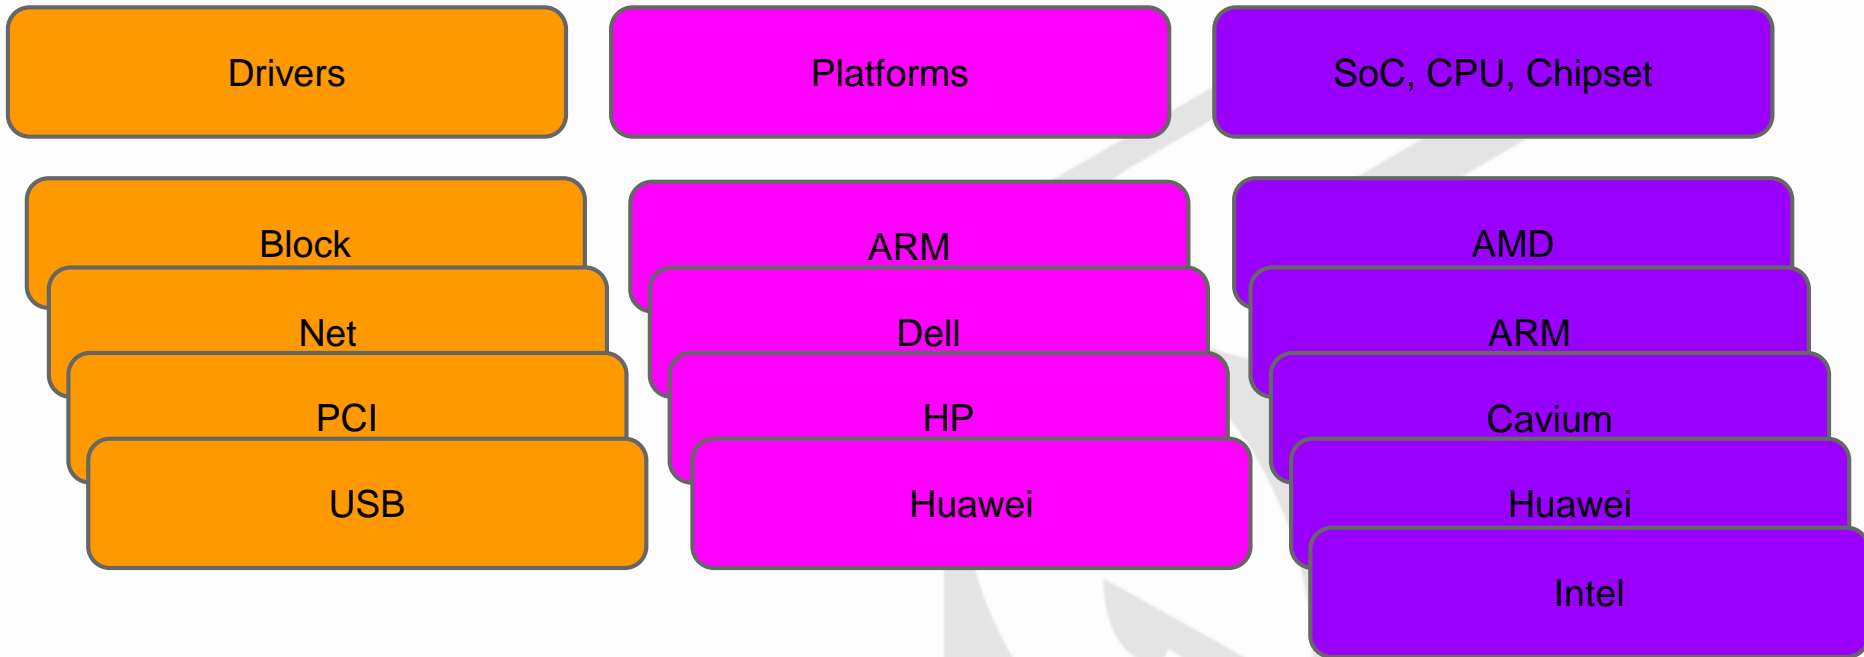 Drivers
Platforms
SoC, CPU, Chipset
Block
Net
PCI
USB
ARM
Dell
HP
Huawei
AMD
ARM
Cavium
Huawei
Intel